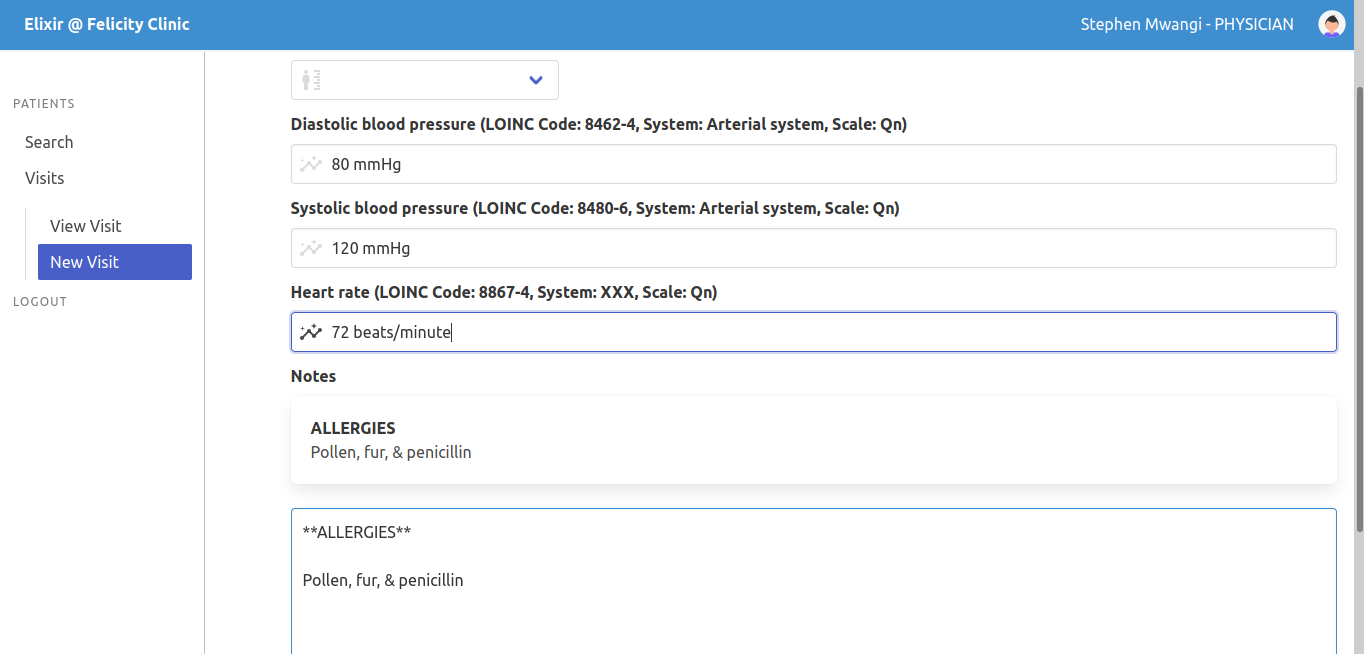 Elixir @ Felicity Clinic
Stephen Mwangi - PHYSICIAN
PATIENTS
Search
Visits
View Visit
New Visit
LOGOUT
Diastolic blood pressure (LOINC Code: 8462-4, System: Arterial system, Scale: Qn)
80 mmHg
Systolic blood pressure (LOINC Code: 8480-6, System: Arterial system, Scale: Qn)
120 mmHg
Heart rate (LOINC Code: 8867-4, System: XXX, Scale: Qn)
72 beats/minute
Notes
ALLERGIES
Pollen, fur, & penicillin
**ALLERGIES**
Pollen, fur, & penicillin